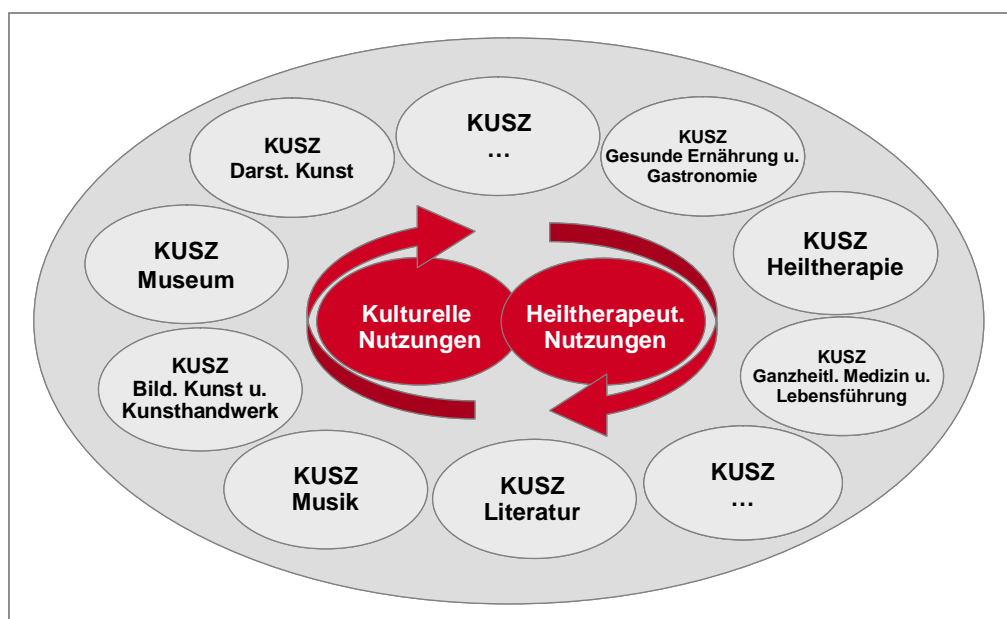 KUSZ
...
KUSZ
Darst. Kunst
KUSZ
Gesunde Ernährung u.
Gastronomie
KUSZ
Museum
KUSZ
Heiltherapie
Kulturelle
Nutzungen
Heiltherapeut.
Nutzungen
KUSZ
Bild. Kunst u.
Kunsthandwerk
KUSZ
Ganzheitl. Medizin u.
Lebensführung
KUSZ
Musik
KUSZ
Literatur
KUSZ
...